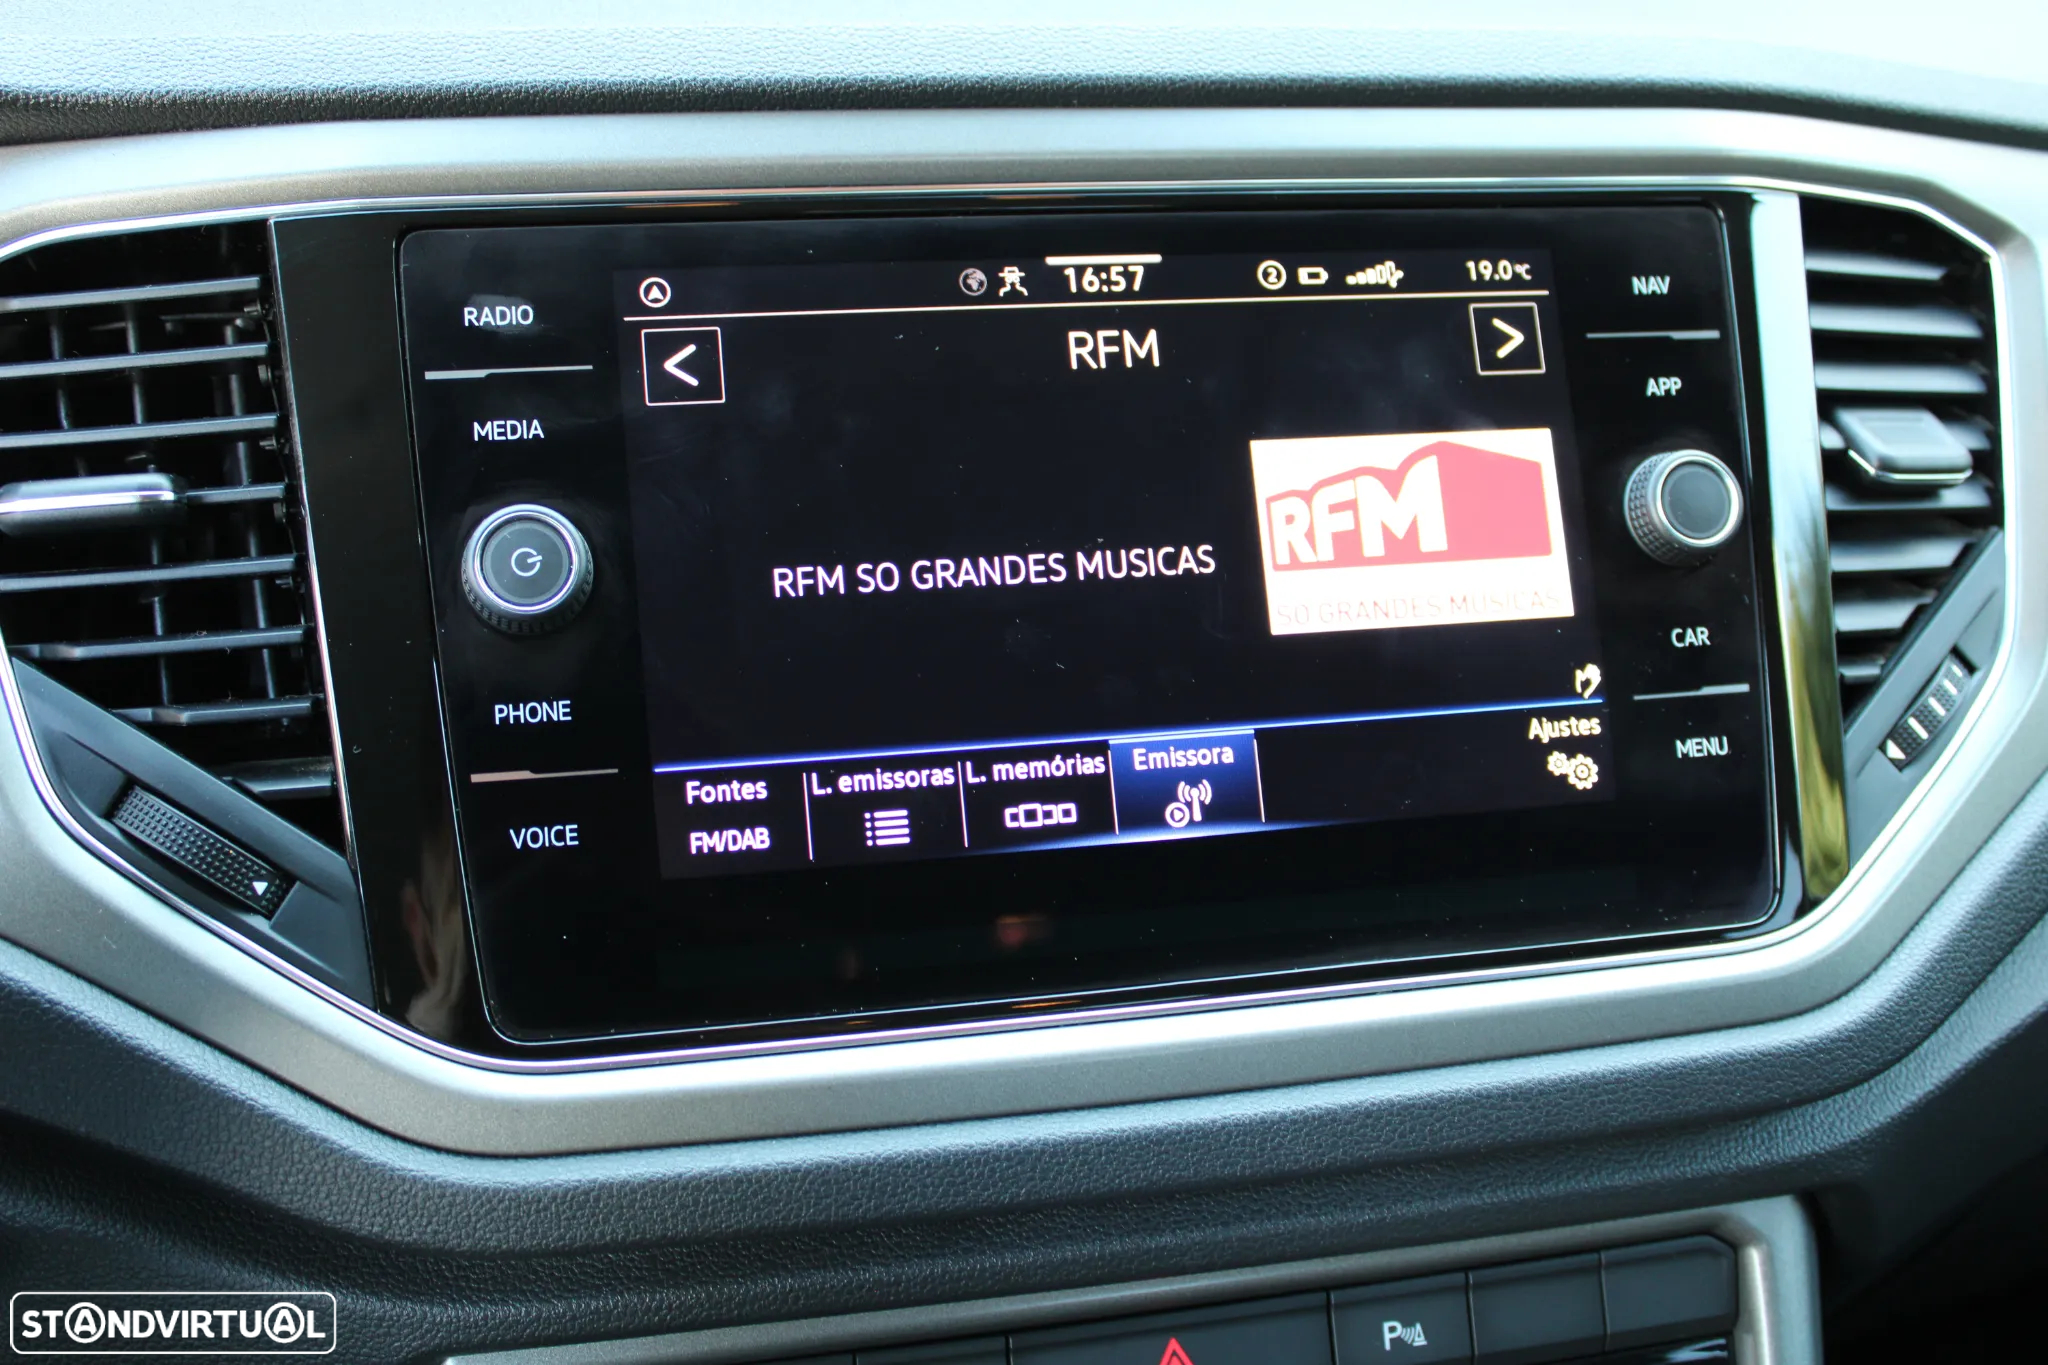 RADIO
MEDIA
PHONE
VOICE
16:57
2
19.0°C
RFM
RFM SO GRANDES MUSICAS
RFM
SO GRANDES MUSICAS
Fontes
FM/DAB
L. emissoras
L. memórias
Emissora
Ajustes
NAV
APP
CAR
MENU
P
STANDVIRTUAL